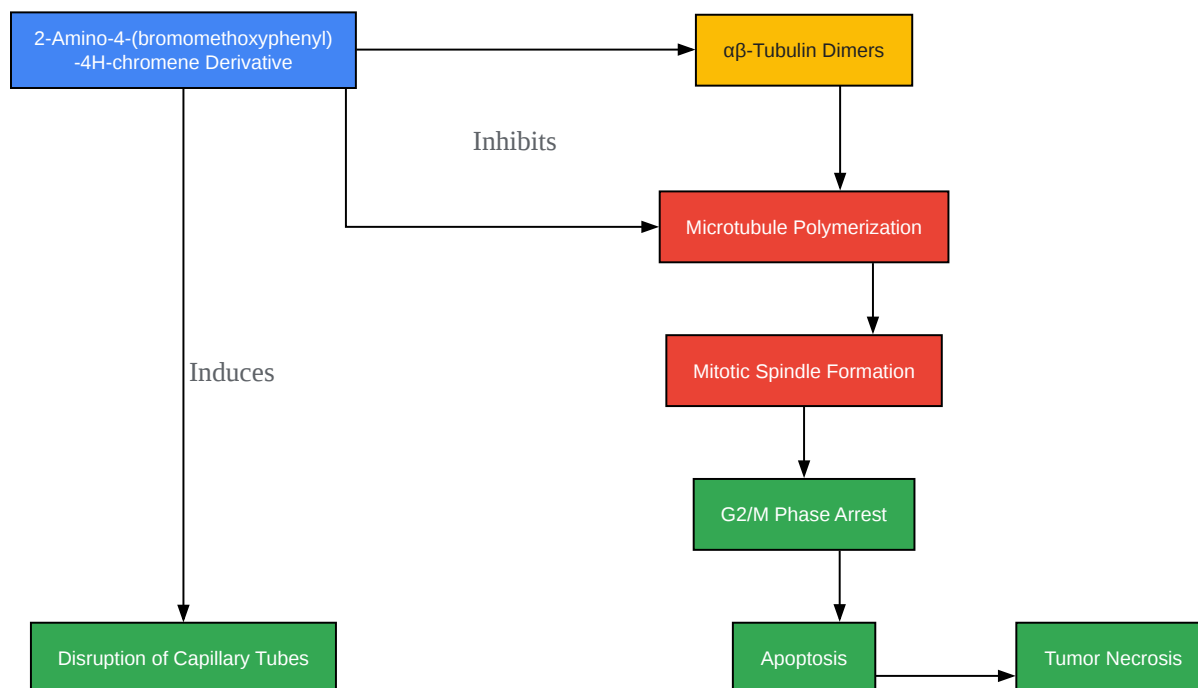 2-Amino-4-(bromomethoxyphenyl)
-4H-chromene Derivative
αβ-Tubulin Dimers
Inhibits
Microtubule Polymerization
Induces
Mitotic Spindle Formation
G2/M Phase Arrest
Disruption of Capillary Tubes
Apoptosis
Tumor Necrosis